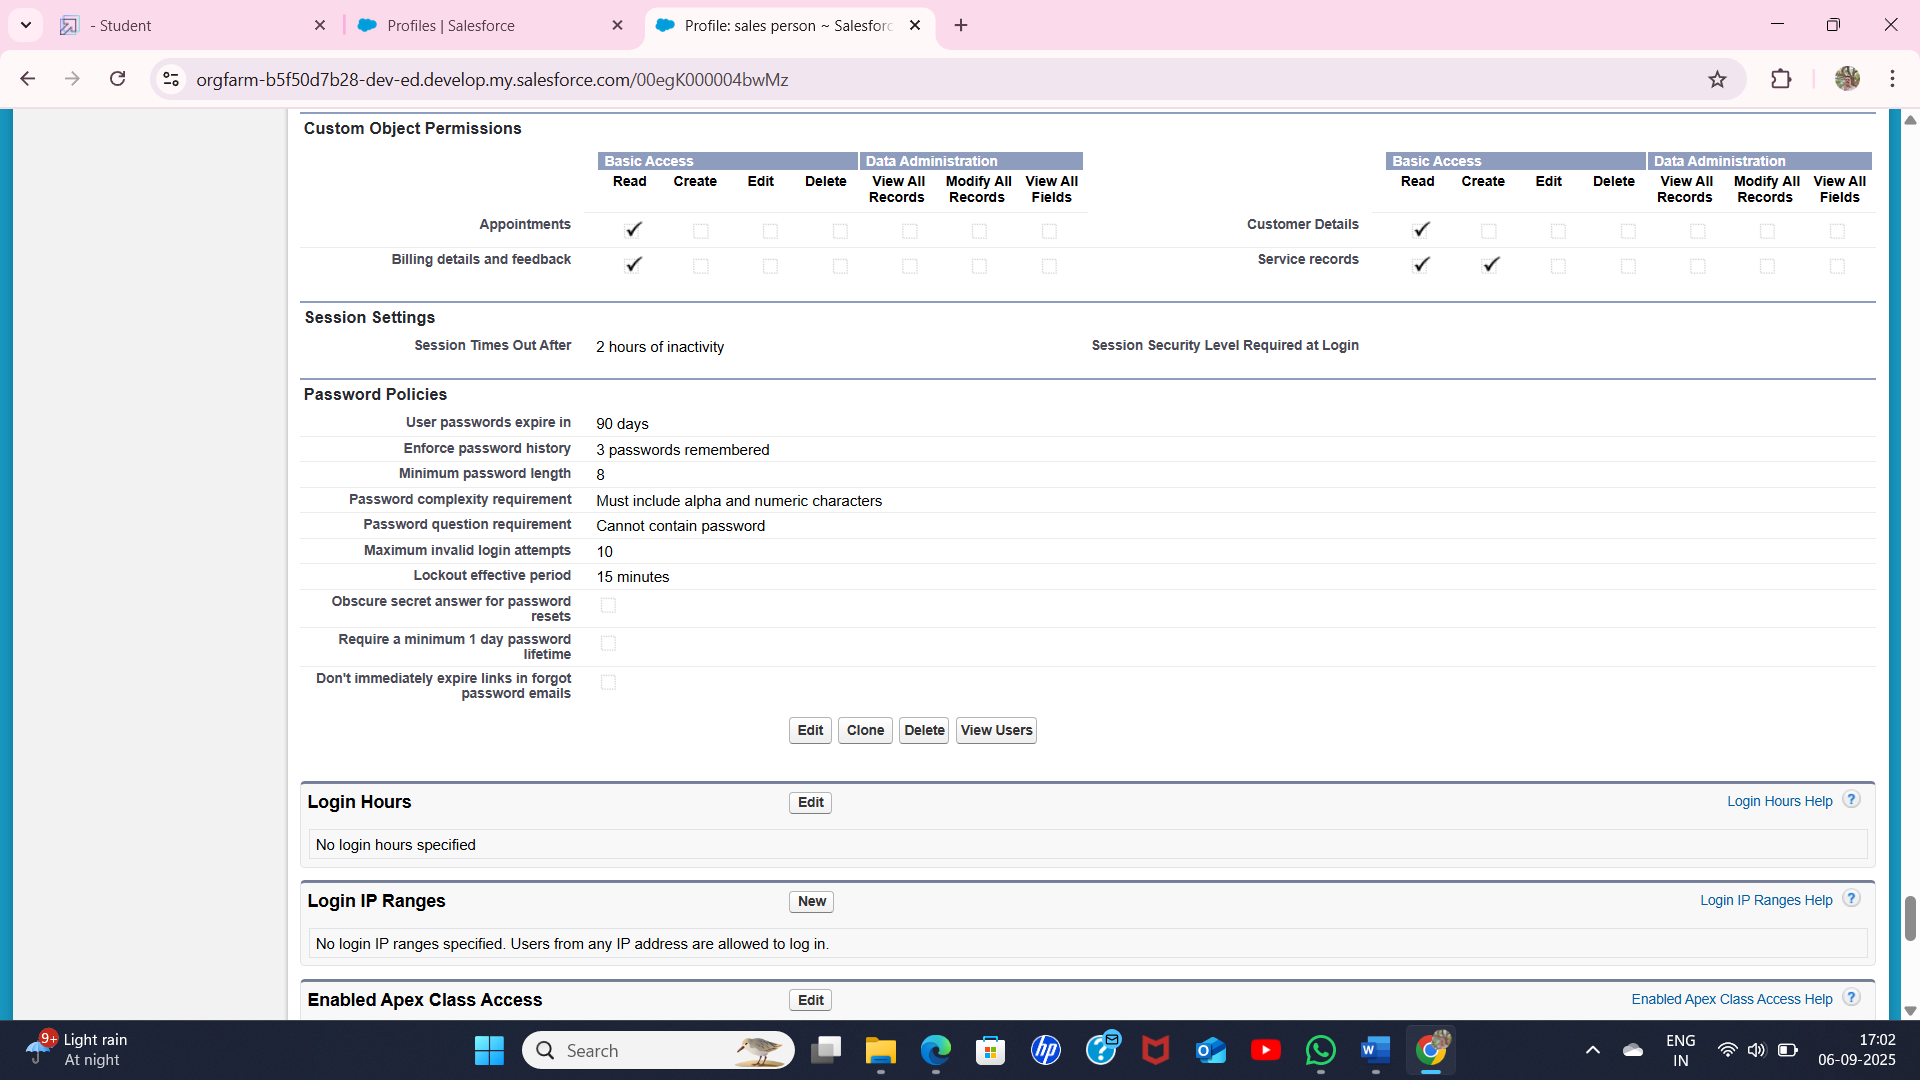 - Student
Profiles | Salesforce
Profile: sales person ~ Salesforc
orgfarm-b5f50d7b28-dev-ed.develop.my.salesforce.com/00egK000004bwMz
Custom Object Permissions
Basic Access Data Administration
Read Create Edit Delete View All Records Modify All Records View All Fields
Basic Access Data Administration
Read Create Edit Delete View All Records Modify All Records View All Fields
Appointments
Customer Details
Billing details and feedback
Service records
Session Settings
Session Times Out After 2 hours of inactivity
Session Security Level Required at Login
Password Policies
User passwords expire in 90 days
Enforce password history 3 passwords remembered
Minimum password length 8
Password complexity requirement Must include alpha and numeric characters
Password question requirement Cannot contain password
Maximum invalid login attempts 10
Lockout effective period 15 minutes
Obscure secret answer for password
resets
Require a minimum 1 day password
lifetime
Don't immediately expire links in forgot
password emails
Edit Clone Delete View Users
Login Hours Edit Login Hours Help ?
No login hours specified
Login IP Ranges New Login IP Ranges Help ?
No login IP ranges specified. Users from any IP address are allowed to log in.
Enabled Apex Class Access Edit Enabled Apex Class Access Help ?
9+ Light rain
At night
Search
hp
?
W
ENG
IN
17:02
06-09-2025